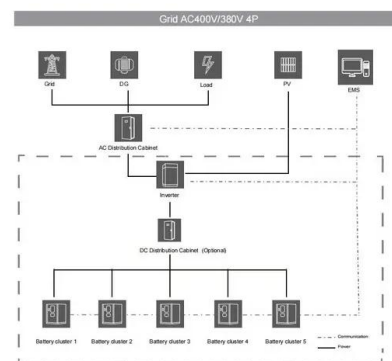 Grid AC400V/380V 4P
Grid
DG
Load
PV
EMS
AC Distribution Cabinet
Inverter
DC Distribution Cabinet (Optional)
Battery cluster 1
Battery cluster 2
Battery cluster 3
Battery cluster 4
Battery cluster 5
Communication
Power